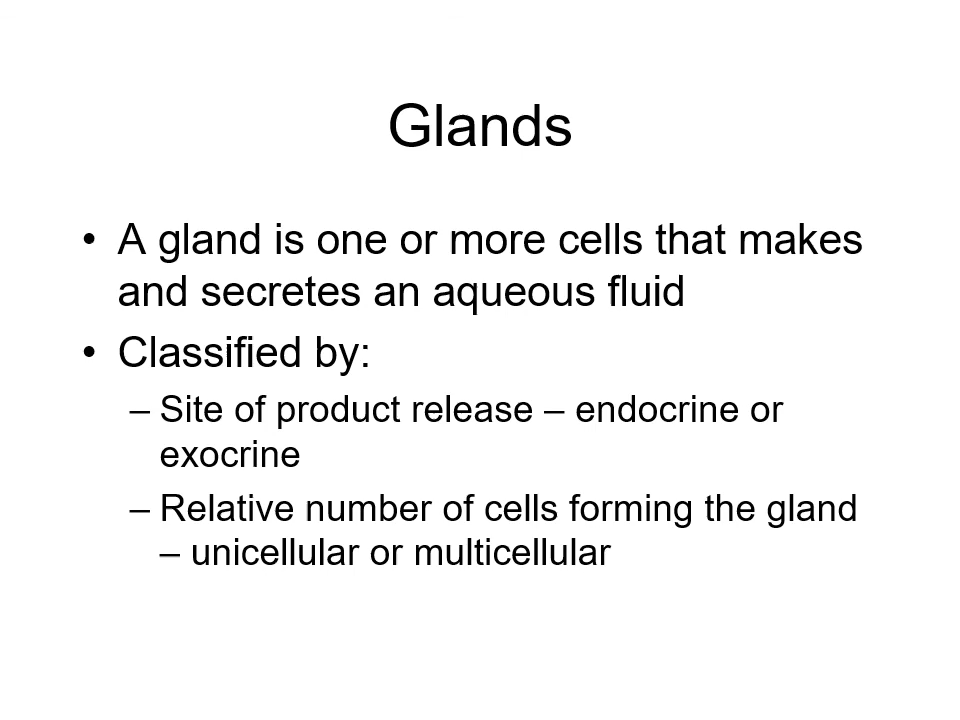 Glands
• A gland is one or more cells that makes
and secretes an aqueous fluid
• Classified by:
– Site of product release – endocrine or
exocrine
– Relative number of cells forming the gland
– unicellular or multicellular